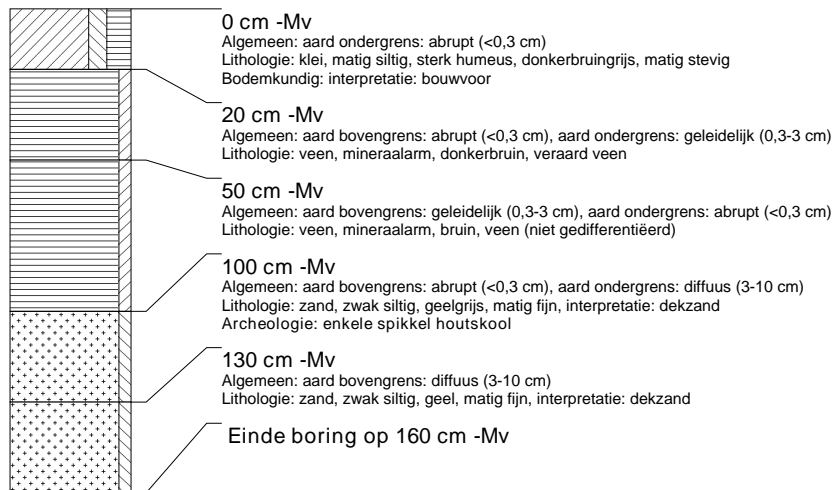 0 cm -Mv
Algemeen: aard ondergrens: abrupt (<0,3 cm)
Lithologie: klei, matig siltig, sterk humeus, donkerbruingrijs, matig stevig
Bodemkundig: interpretatie: bouwvoor
20 cm -Mv
Algemeen: aard bovengrens: abrupt (<0,3 cm), aard ondergrens: geleidelijk (0,3-3 cm)
Lithologie: veen, mineraalarm, donkerbruin, veraard veen
50 cm -Mv
Algemeen: aard bovengrens: geleidelijk (0,3-3 cm), aard ondergrens: abrupt (<0,3 cm)
Lithologie: veen, mineraalarm, bruin, veen (niet gedifferentiëerd)
100 cm -Mv
Algemeen: aard bovengrens: abrupt (<0,3 cm), aard ondergrens: diffuus (3-10 cm)
Lithologie: zand, zwak siltig, geelgrijs, matig fijn, interpretatie: dekzand
Archeologie: enkele spikkel houtskool
130 cm -Mv
Algemeen: aard bovengrens: diffuus (3-10 cm)
Lithologie: zand, zwak siltig, geel, matig fijn, interpretatie: dekzand
Einde boring op 160 cm -Mv